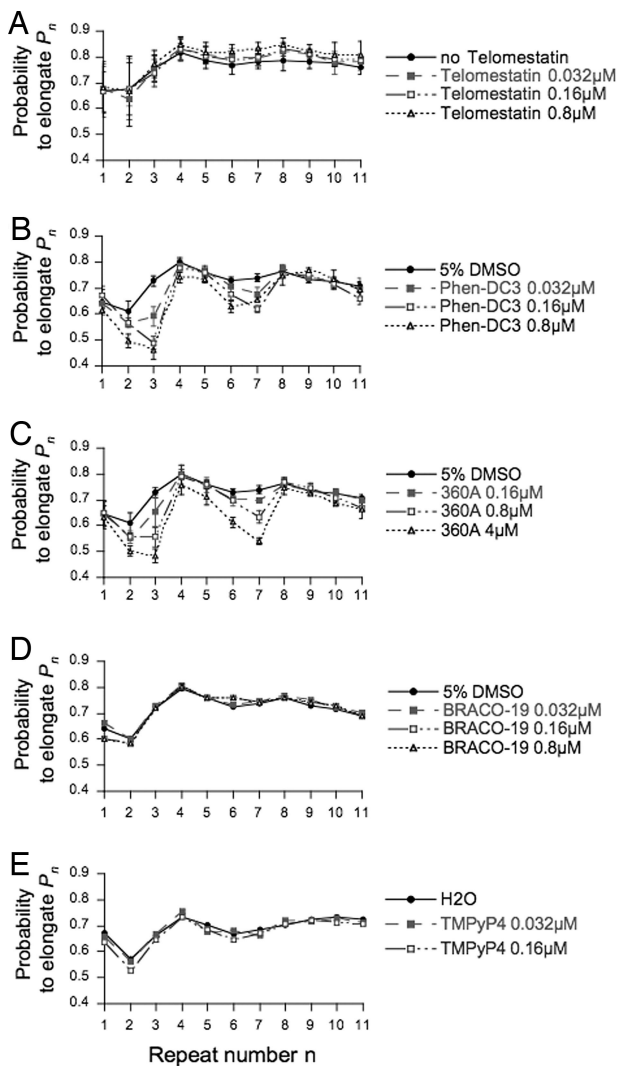 A
Probability
to elongate Pn
0.9
0.8
0.7
0.6
0.5
0.4
1 2 3 4 5 6 7 8 9 10 11
no Telomestatin
Telomestatin 0.032µM
Telomestatin 0.16µM
Telomestatin 0.8µM
B
Probability
to elongate Pn
0.9
0.8
0.7
0.6
0.5
0.4
1 2 3 4 5 6 7 8 9 10 11
5% DMSO
Phen-DC3 0.032µM
Phen-DC3 0.16µM
Phen-DC3 0.8µM
C
Probability
to elongate Pn
0.9
0.8
0.7
0.6
0.5
0.4
1 2 3 4 5 6 7 8 9 10 11
5% DMSO
360A 0.16µM
360A 0.8µM
360A 4µM
D
Probability
to elongate Pn
0.9
0.8
0.7
0.6
0.5
0.4
1 2 3 4 5 6 7 8 9 10 11
5% DMSO
BRACO-19 0.032µM
BRACO-19 0.16µM
BRACO-19 0.8µM
E
Probability
to elongate Pn
0.9
0.8
0.7
0.6
0.5
0.4
1 2 3 4 5 6 7 8 9 10 11
H2O
TMPyP4 0.032µM
TMPyP4 0.16µM
Repeat number n